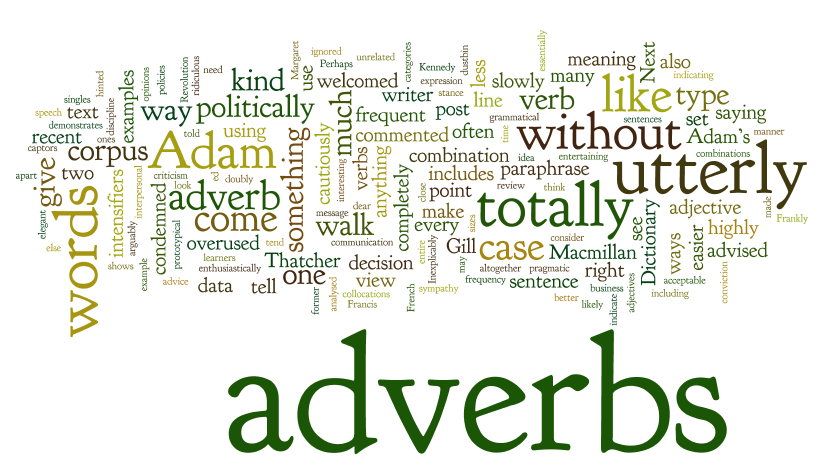 essentially
ignored
Margaret
Perhaps
unrelated
categories
Kennedy
dustbin
meaning
Next
also
indicating
need
ridiculous
Revolution
policies
opinions
hinted
examples
kind
use
welcomed
expression
stance
less
slowly
many
like
type
speech
singles
text
way
politically
much
writer
frequent
post
line
verb
grammatical
sentences
set
saying
demonstrates
discipline
ones
recent
told
using
commented
often
time
without
Adam's
manner
captors
corpus
Adam
something
cautiously
verbs
anything
combination
idea
entertaining
combinations
apart
give
two
intensifiers
criticism
look
ed
doubly
interesting
includes
paraphrase
utterly
interpersonal
condemned
adverb
completely
close
point
review
think
words
elegant
arguably
prototypical
come
message
dear
walk
make
every
sizes
totally
adjective
made
Frankly
else
overused
tend
communication
entire
Inexplicably
Gill
case
consider
Macmillan
see
Dictionary
ways
easier
highly
advised
shows
example
learners
enthusiastically
Thatcher
decision
may
altogether
pragmatic
right
advice
data
tell
one
view
sympathy
frequency
sentence
business
adjectives
acceptable
conviction
former
analysed
collocations
Francis
French
better
likely
indicate
including
adverbs